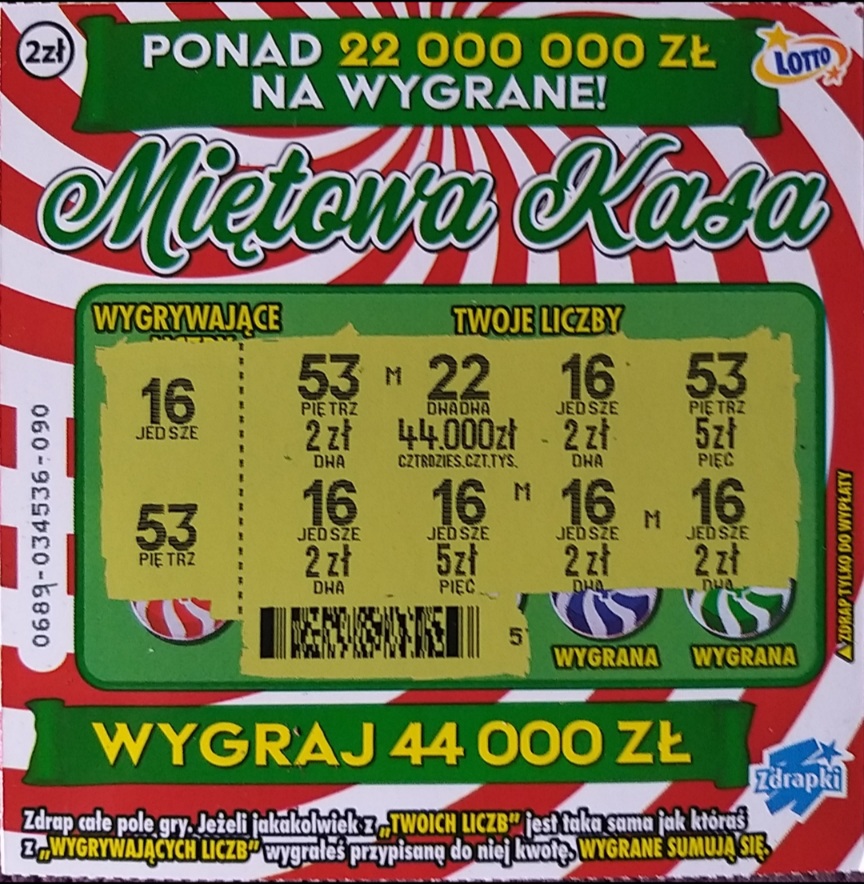 2zł
PONAD 22 000 000 ZŁ
NA WYGRANE!
LOTTO
Miętowa Kasa
WYGRYWAJĄCE
TWOJE LICZBY
16
JEDSZE
53
PIĘTRZ
53 M 22 16 53
PIĘTRZ DWADWA JEDSZE PIĘTRZ
2 zł 44.000zł 2 zł 5zł
DWA CZTRDZIES.CZT.TYS. DWA PIĘĆ
16 16 M 16 M 16
JEDSZE JEDSZE JEDSZE JEDSZE
2 zł 5zł 2 zł 2 zł
DWA PIĘĆ DWA DWA
5
WYGRANA WYGRANA
0689-034536-090
ZDRAP TYLKO DO WYPŁATY
WYGRAJ 44 000 ZŁ
Zdrapki
Zdrap całe pole gry. Jeżeli jakakolwiek z „TWOICH LICZB” jest taka sama jak któraś
z „WYGRYWAJĄCYCH LICZB” wygrałeś przypisaną do niej kwotę. WYGRANE SUMUJĄ SIĘ.